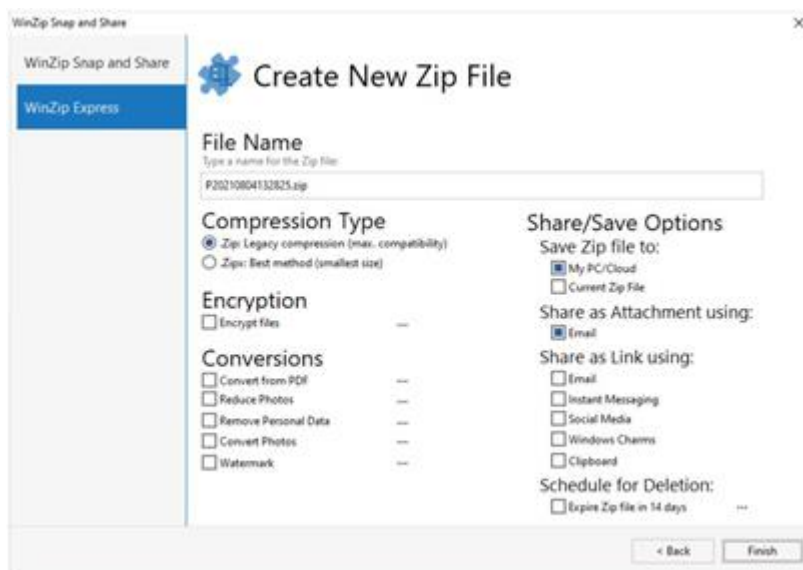 WinZip Snap and Share
WinZip Snap and Share
WinZip Express
Create New Zip File
File Name
Type a name for the Zip file:
P20210804132825.zip
Compression Type
.Zip: Legacy compression (max. compatibility)
.Zipx: Best method (smallest size)
Encryption
Encrypt files ...
Conversions
Convert from PDF ...
Reduce Photos ...
Remove Personal Data ...
Convert Photos ...
Watermark ...
Share/Save Options
Save Zip file to:
My PC/Cloud
Current Zip File
Share as Attachment using:
Email
Share as Link using:
Email
Instant Messaging
Social Media
Windows Charms
Clipboard
Schedule for Deletion:
Expire Zip file in 14 days ...
< Back Finish